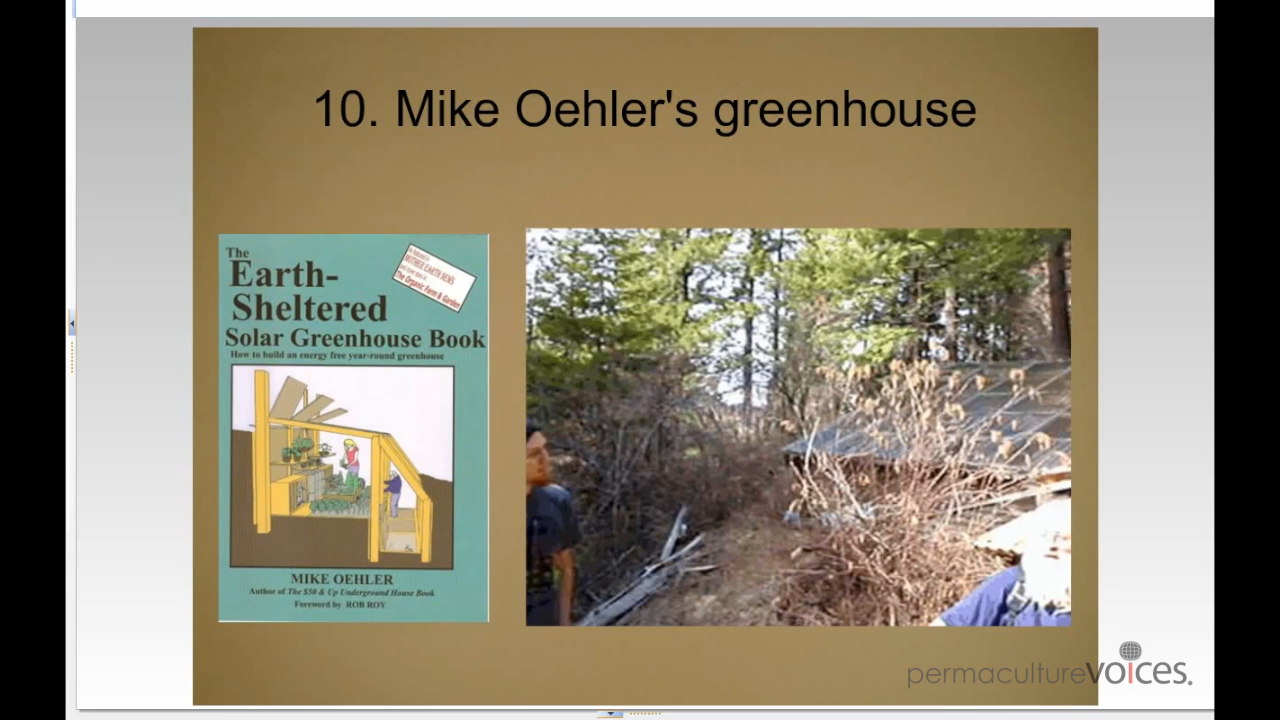 10. Mike Oehler's greenhouse
The
Earth-
Sheltered
Solar Greenhouse Book
How to build an energy free year-round greenhouse
MOTHER EARTH NEWS
The Organic Farm & Garden
MIKE OEHLER
Author of The $50 & Up Underground House Book
Foreword by ROB ROY
permaculturevoices.